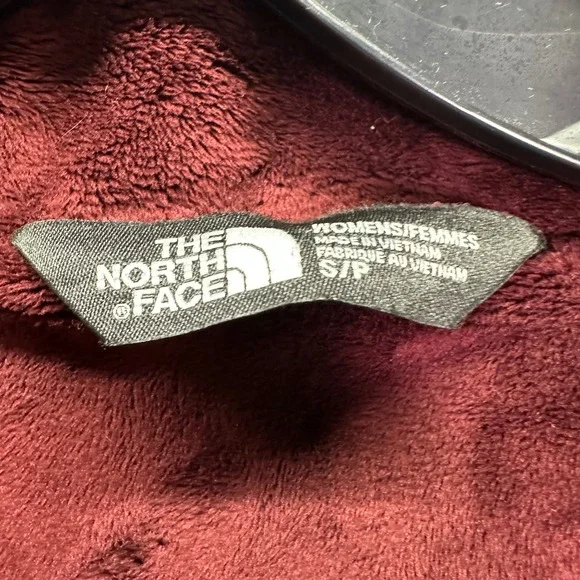 THE
NORTH
® FACE
WOMENS/FEMMES
MADE IN VIETNAM
FABRIQUE AU VIETNAM
S/P